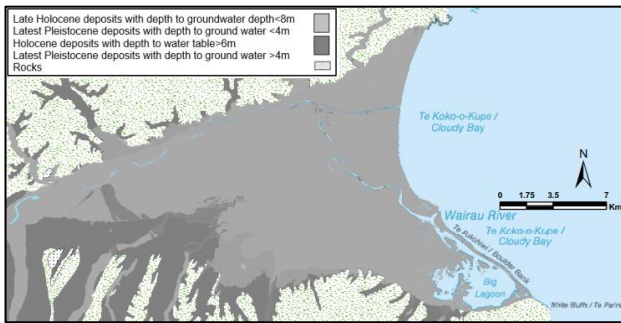 Late Holocene deposits with depth to groundwater depth<8m
Latest Pleistocene deposits with depth to ground water <4m
Holocene deposits with depth to water table>6m
Latest Pleistocene deposits with depth to ground water >4m
Rocks
Te Koko-o-Kupe /
Cloudy Bay
N
0 1.75 3.5 7
Km
Wairau River
Te Pokohiwi / Boulder Bank
Te Koko-o-Kupe /
Cloudy Bay
Big
Lagoon
White Bluffs / Te Parino